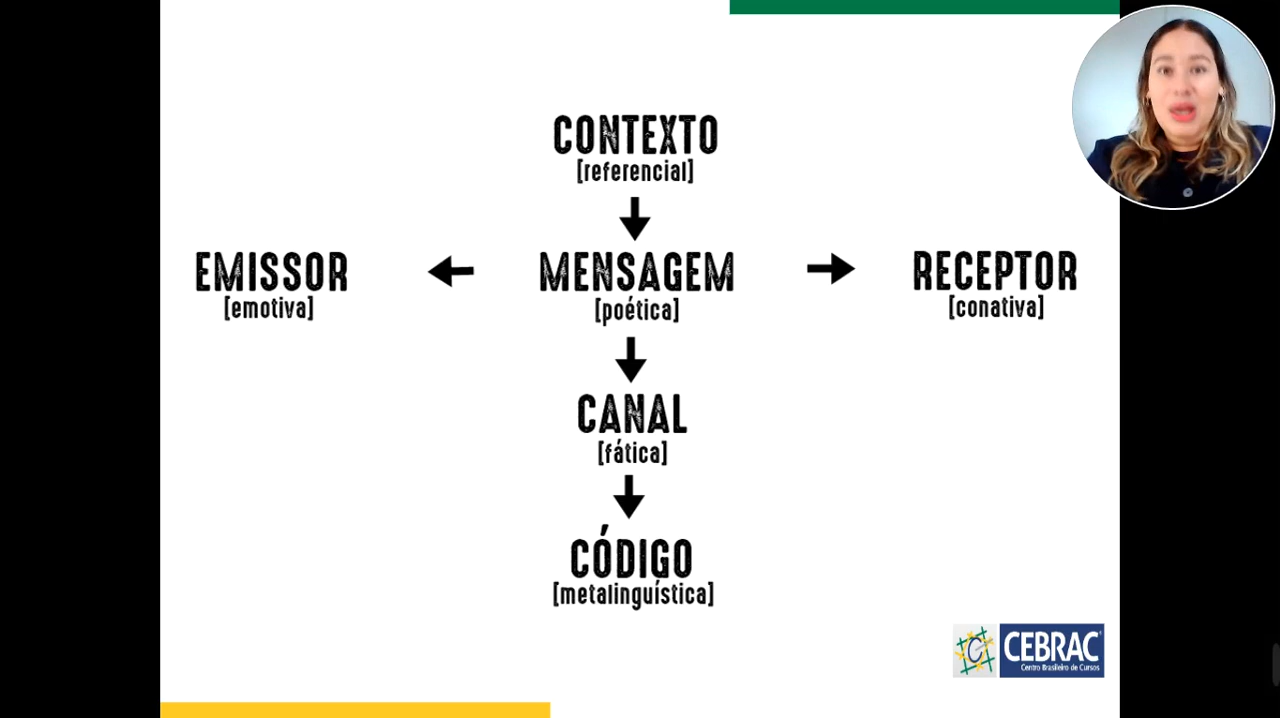 CONTEXTO
[referencial]
EMISSOR
[emotiva]
MENSAGEM
[poética]
RECEPTOR
[conativa]
CANAL
[fática]
CÓDIGO
[metalinguística]
CEBRAC
Centro Brasileiro de Cursos